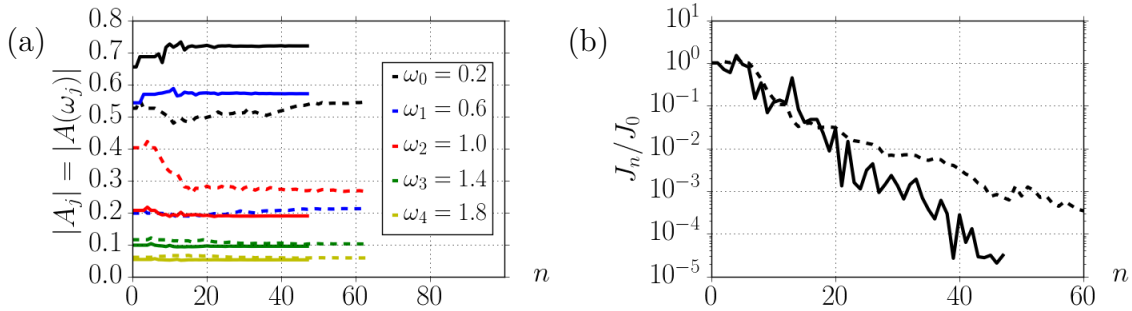 (a)
|A_j| = |A(ω_j)|
0.8
0.7
0.6
0.5
0.4
0.3
0.2
0.1
0.0
0 20 40 60 80 n
ω_0 = 0.2
ω_1 = 0.6
ω_2 = 1.0
ω_3 = 1.4
ω_4 = 1.8
(b)
J_n/J_0
10^1
10^0
10^{-1}
10^{-2}
10^{-3}
10^{-4}
10^{-5}
0 20 40 60 n